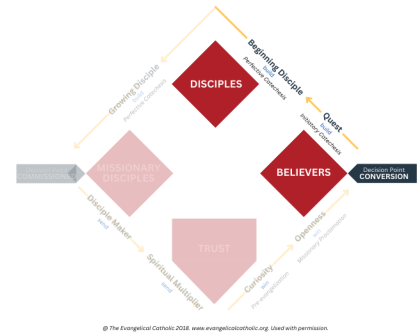 Beginning Disciple
build
Perfective Catechesis
DISCIPLES
Growing Disciple
build
Perfective Catechesis
Quest
build
Initiatory Catechesis
MISSIONARY
DISCIPLES
BELIEVERS
Decision Point
CONVERSION
COMMISSION
Disciple Maker
send
Spiritual Multiplier
send
TRUST
Openness
win
Missionary Proclamation
Curiosity
win
Pre-evangelization
@ The Evangelical Catholic 2018, www.evangelicalcatholic.org. Used with permission.